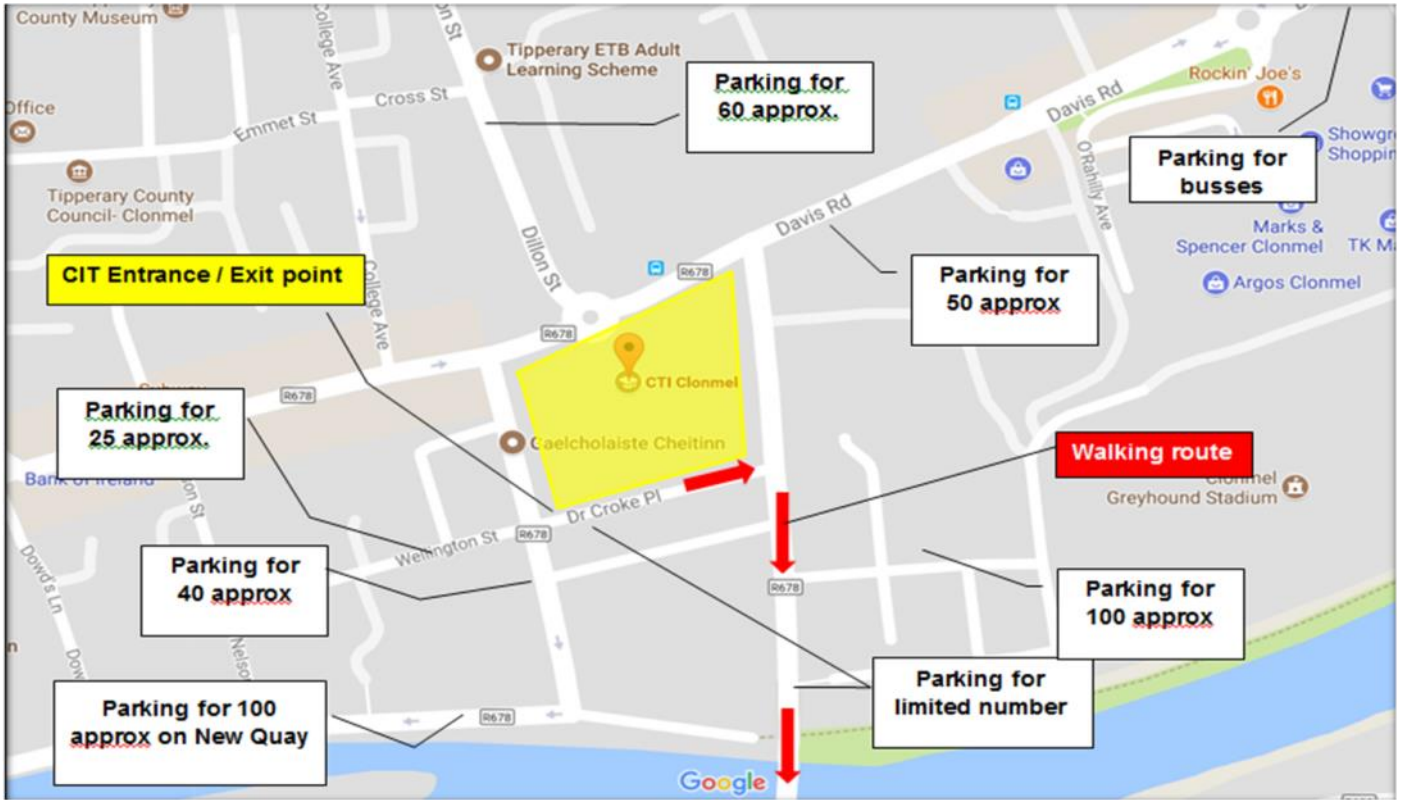 County Museum
College Ave
Dillon St
Tipperary ETB Adult
Learning Scheme
Parking for
60 approx.
Rockin' Joe's
Davis Rd
Office
Cross St
Emmet St
O'Rahilly Ave
Parking for
busses
Tipperary County
Council- Clonmel
Davis Rd
Marks &
Spencer Clonmel
Dillon St
CIT Entrance / Exit point
College Ave
R678
Parking for
50 approx
Argos Clonmel
R678
CTI Clonmel
R678
Parking for
25 approx.
Gaelcholaiste Cheitinn
Walking route
Bank of Ireland
Clonmel
Greyhound Stadium
Dr Croke Pl
Wellington St
R678
Dowd's Ln
Parking for
40 approx
R678
Parking for
100 approx
Parking for
limited number
Parking for 100
approx on New Quay
R678
Google